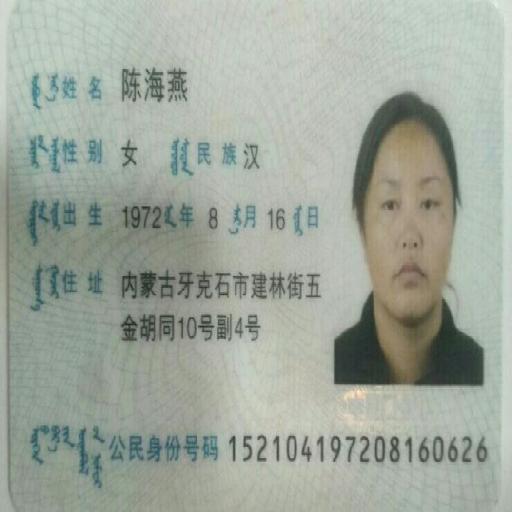 姓名 陈海燕
性别 女 民族 汉
出生 1972 年 8 月 16 日
住址 内蒙古牙克石市建林街五
金胡同10号副4号
公民身份号码 152104197208160626